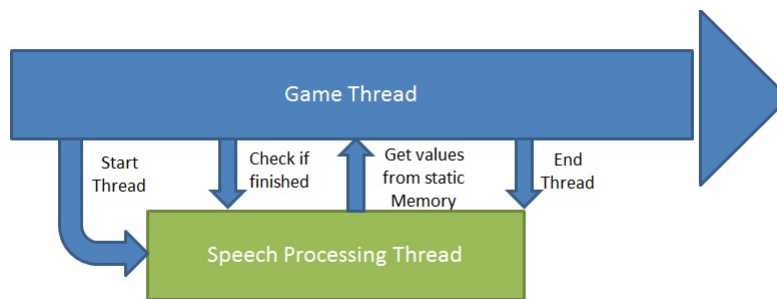 Game Thread
Start
Thread
Check if
finished
Get values
from static
Memory
End
Thread
Speech Processing Thread